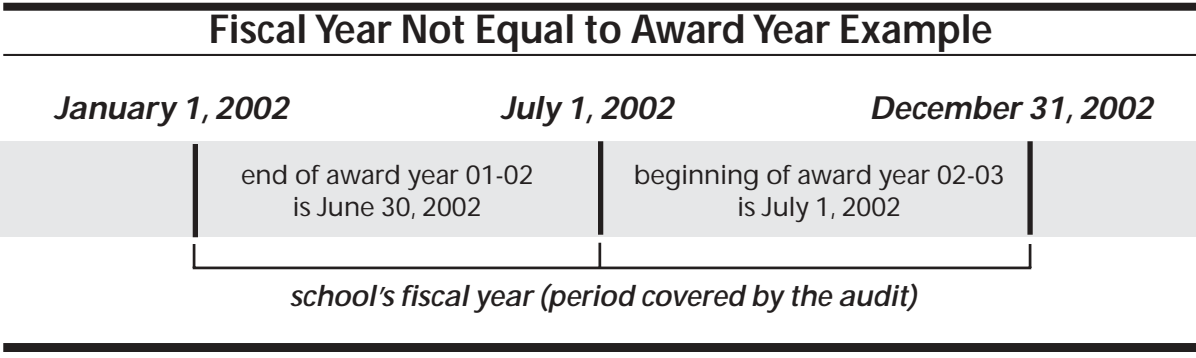 Fiscal Year Not Equal to Award Year Example
January 1, 2002 July 1, 2002 December 31, 2002
end of award year 01-02
is June 30, 2002
beginning of award year 02-03
is July 1, 2002
school's fiscal year (period covered by the audit)